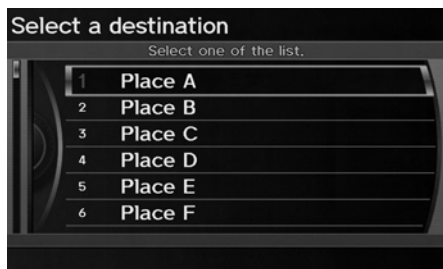 Select a destination
Select one of the list.
1 Place A
2 Place B
3 Place C
4 Place D
5 Place E
6 Place F